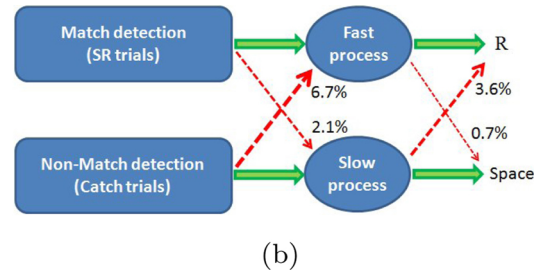 Match detection
(SR trials)
Fast
process
R
6.7%
3.6%
2.1%
0.7%
Non-Match detection
(Catch trials)
Slow
process
Space
(b)